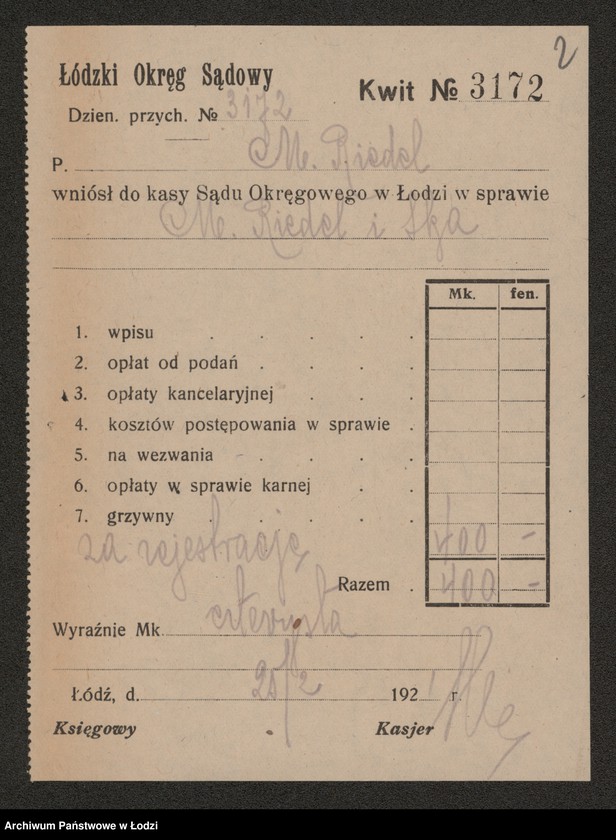 2
Łódzki Okręg Sądowy
Kwit № 3172
Dzien. przych. № 3172
P. M. Riedel
wniósł do kasy Sądu Okręgowego w Łodzi w sprawie
M. Riedel i Ska
Mk. fen.
1. wpisu
2. opłat od podań
3. opłaty kancelaryjnej
4. kosztów postępowania w sprawie
5. na wezwania
6. opłaty w sprawie karnej
7. grzywny
za rejestrację 400 -
Razem 400 -
Wyraźnie Mk. czterysta
Łódź, d. 25/2 1921 r.
Księgowy Kasjer
Archiwum Państwowe w Łodzi